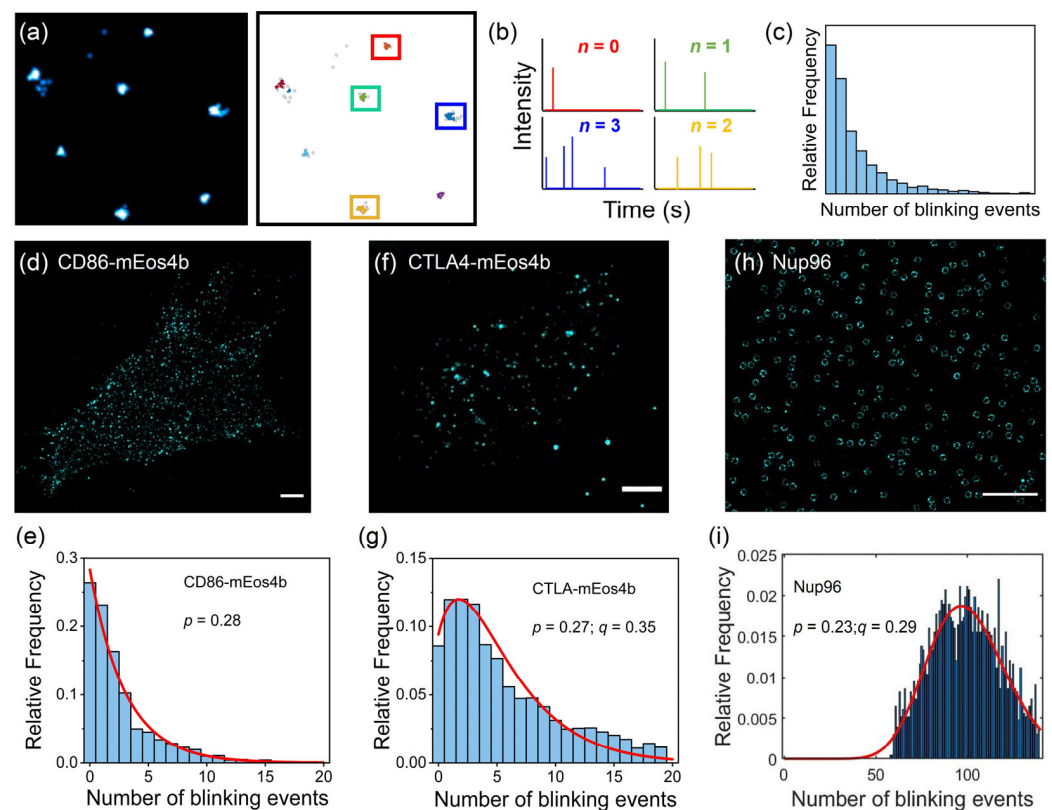 (a)
(b)
n = 0
n = 1
n = 3
n = 2
Intensity
Time (s)
(c)
Relative Frequency
Number of blinking events
(d) CD86-mEos4b
(f) CTLA4-mEos4b
(h) Nup96
(e)
0.3
0.2
0.1
0.0
0
5
10
15
20
CD86-mEos4b
p = 0.28
Relative Frequency
Number of blinking events
(g)
0.15
0.10
0.05
0.00
0
5
10
15
20
CTLA-mEos4b
p = 0.27; q = 0.35
Relative Frequency
Number of blinking events
(i)
0.025
0.02
0.015
0.01
0.005
0
0
50
100
Nup96
p = 0.23;q = 0.29
Relative Frequency
Number of blinking events